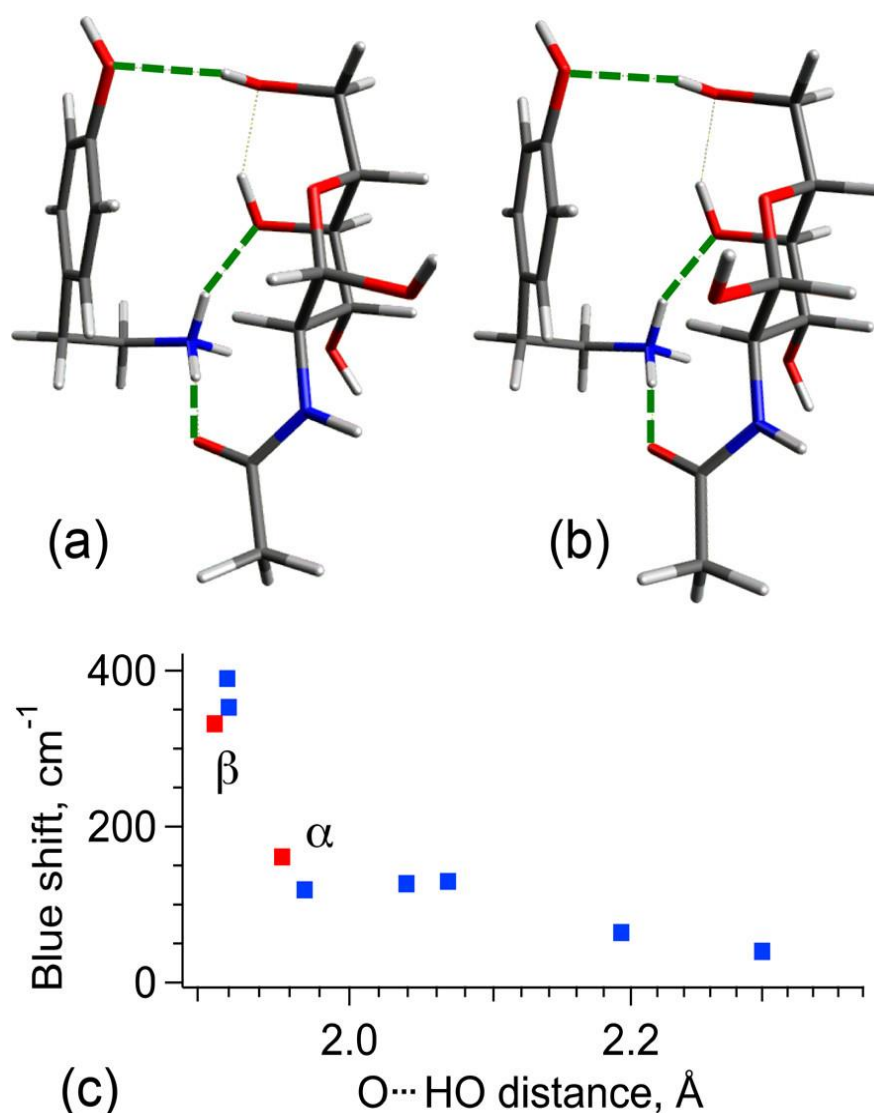 (a)
(b)
400
200
0
Blue shift, cm⁻¹
β
α
2.0
2.2
O···HO distance, Å
(c)